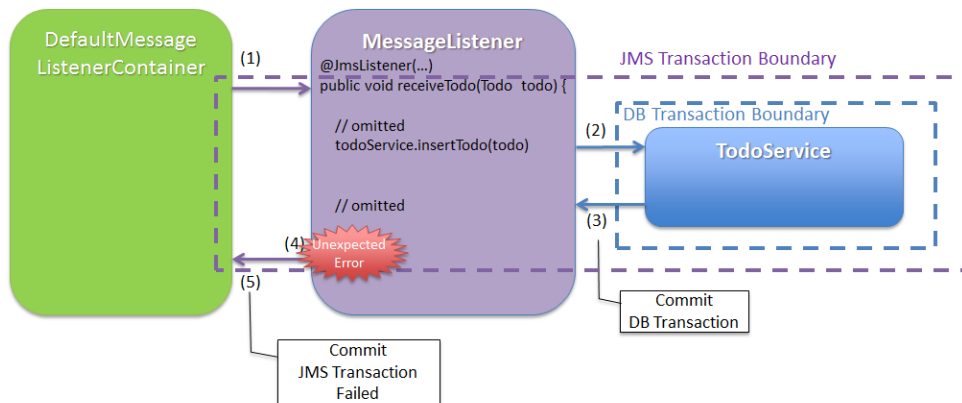 DefaultMessage
ListenerContainer
(1)
MessageListener
@JmsListener(...)
public void receiveTodo(Todo todo) {
// omitted
todoService.insertTodo(todo)
// omitted
JMS Transaction Boundary
DB Transaction Boundary
(2)
TodoService
(3)
(4)
Unexpected
Error
(5)
Commit
DB Transaction
Commit
JMS Transaction
Failed